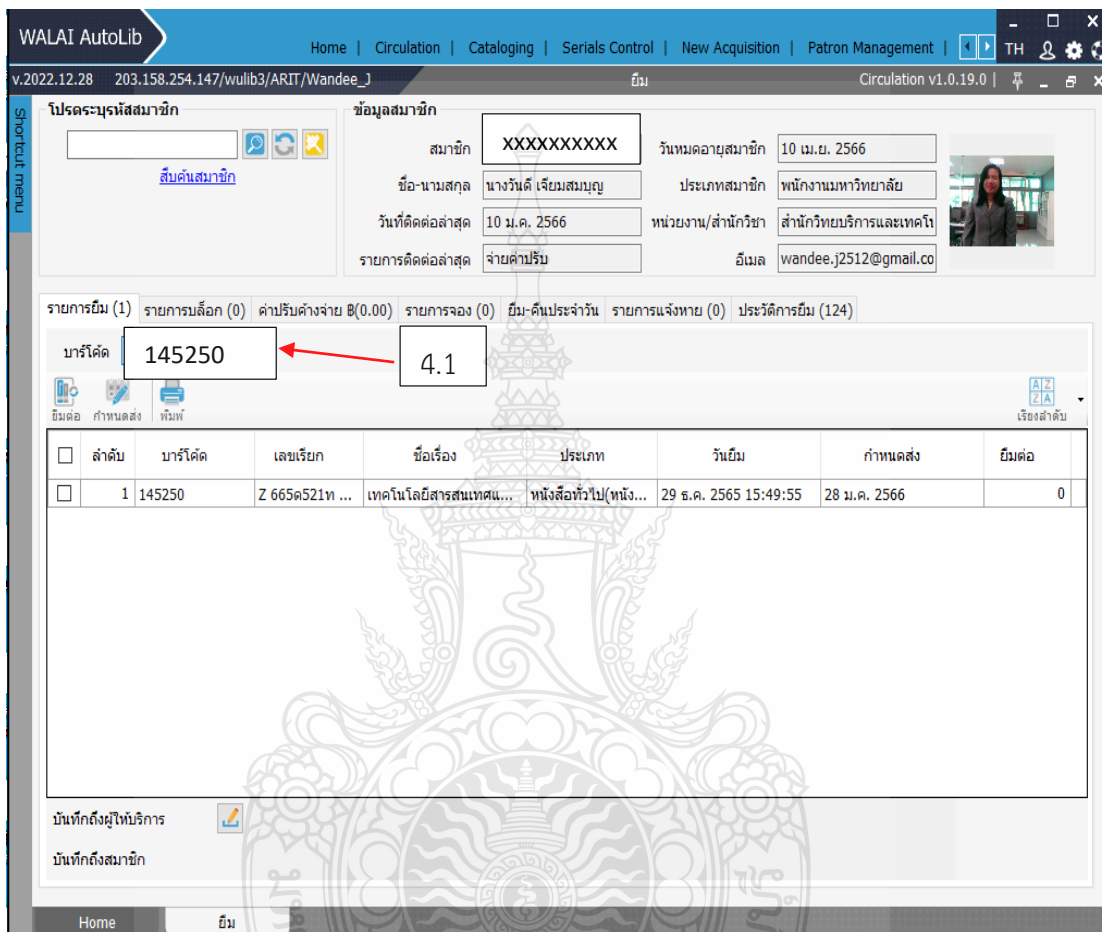 WALAI AutoLib
Home | Circulation | Cataloging | Serials Control | New Acquisition | Patron Management | TH
v.2022.12.28 203.158.254.147/wulib3/ARIT/Wandee_J ยืม Circulation v1.0.19.0 |
Shortcut menu
โปรดระบุรหัสสมาชิก
สืบค้นสมาชิก
ข้อมูลสมาชิก
สมาชิก XXXXXXXXXX วันหมดอายุสมาชิก 10 เม.ย. 2566
ชื่อ-นามสกุล นางวันดี เจียมสมบุญ ประเภทสมาชิก พนักงานมหาวิทยาลัย
วันที่ติดต่อล่าสุด 10 ม.ค. 2566 หน่วยงาน/สำนักวิชา สำนักวิทยบริการและเทคโน
รายการติดต่อล่าสุด จ่ายค่าปรับ อีเมล wandee.j2512@gmail.co
รายการยืม (1) รายการบล็อก (0) ค่าปรับค้างจ่าย ฿(0.00) รายการจอง (0) ยืม-คืนประจำวัน รายการแจ้งหาย (0) ประวัติการยืม (124)
บาร์โค้ด 145250 4.1
ยืมต่อ กำหนดส่ง พิมพ์ เรียงลำดับ
ลำดับ บาร์โค้ด เลขเรียก ชื่อเรื่อง ประเภท วันยืม กำหนดส่ง ยืมต่อ
1 145250 Z 665ด521ท ... เทคโนโลยีสารสนเทศแ... หนังสือทั่วไป(หนัง... 29 ธ.ค. 2565 15:49:55 28 ม.ค. 2566 0
บันทึกถึงผู้ให้บริการ
บันทึกถึงสมาชิก
Home ยืม